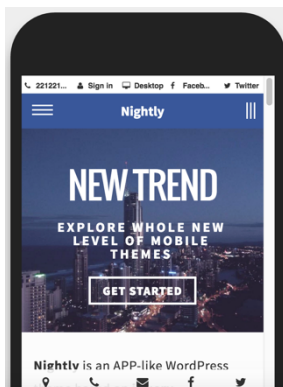 221221... Sign in Desktop Faceb... Twitter
Nightly
NEW TREND
EXPLORE WHOLE NEW
LEVEL OF MOBILE
THEMES
GET STARTED
Nightly is an APP-like WordPress